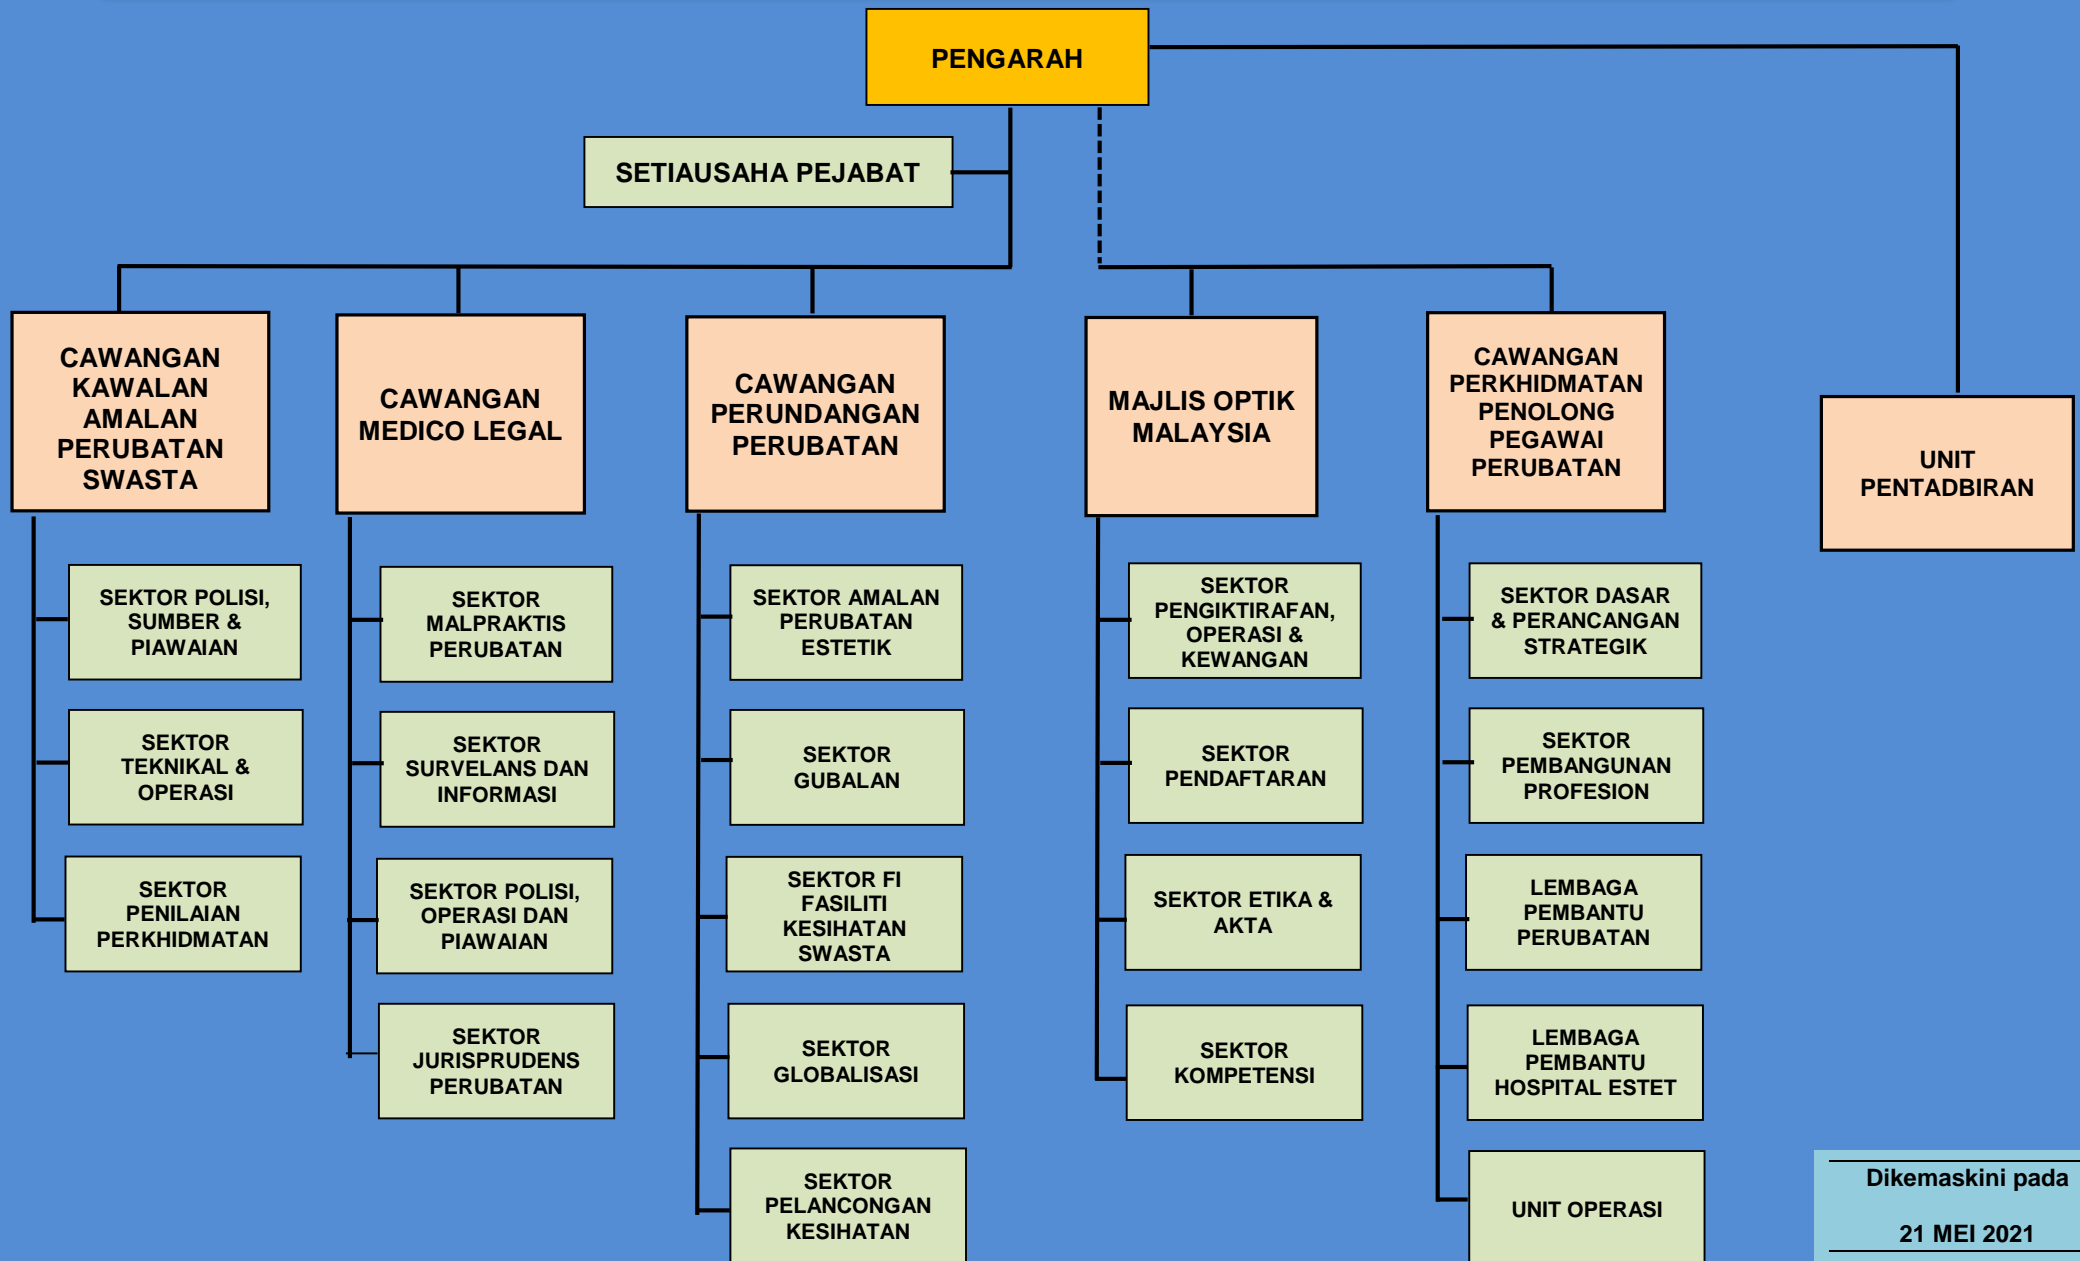 PENGARAH
SETIAUSAHA PEJABAT
CAWANGAN
KAWALAN
AMALAN
PERUBATAN
SWASTA
SEKTOR POLISI,
SUMBER &
PIAWAIAN
SEKTOR
TEKNIKAL &
OPERASI
SEKTOR
PENILAIAN
PERKHIDMATAN
CAWANGAN
MEDICO LEGAL
SEKTOR
MALPRAKTIS
PERUBATAN
SEKTOR
SURVELANS DAN
INFORMASI
SEKTOR POLISI,
OPERASI DAN
PIAWAIAN
SEKTOR
JURISPRUDENS
PERUBATAN
CAWANGAN
PERUNDANGAN
PERUBATAN
SEKTOR AMALAN
PERUBATAN
ESTETIK
SEKTOR
GUBALAN
SEKTOR FI
FASILITI
KESIHATAN
SWASTA
SEKTOR
GLOBALISASI
SEKTOR
PELANCONGAN
KESIHATAN
MAJLIS OPTIK
MALAYSIA
SEKTOR
PENGIKTIRAFAN,
OPERASI &
KEWANGAN
SEKTOR
PENDAFTARAN
SEKTOR ETIKA &
AKTA
SEKTOR
KOMPETENSI
CAWANGAN
PERKHIDMATAN
PENOLONG
PEGAWAI
PERUBATAN
SEKTOR DASAR
& PERANCANGAN
STRATEGIK
SEKTOR
PEMBANGUNAN
PROFESION
LEMBAGA
PEMBANTU
PERUBATAN
LEMBAGA
PEMBANTU
HOSPITAL ESTET
UNIT OPERASI
UNIT
PENTADBIRAN
Dikemaskini pada
21 MEI 2021